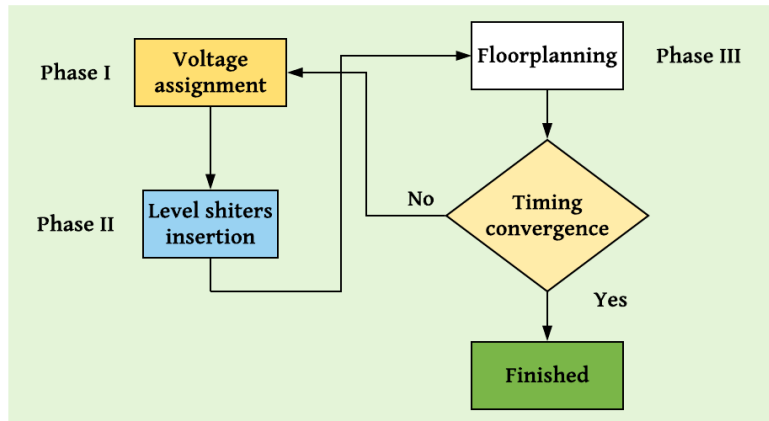 Phase I
Voltage
assignment
Phase II
Level shiters
insertion
Floorplanning
Phase III
No
Timing
convergence
Yes
Finished